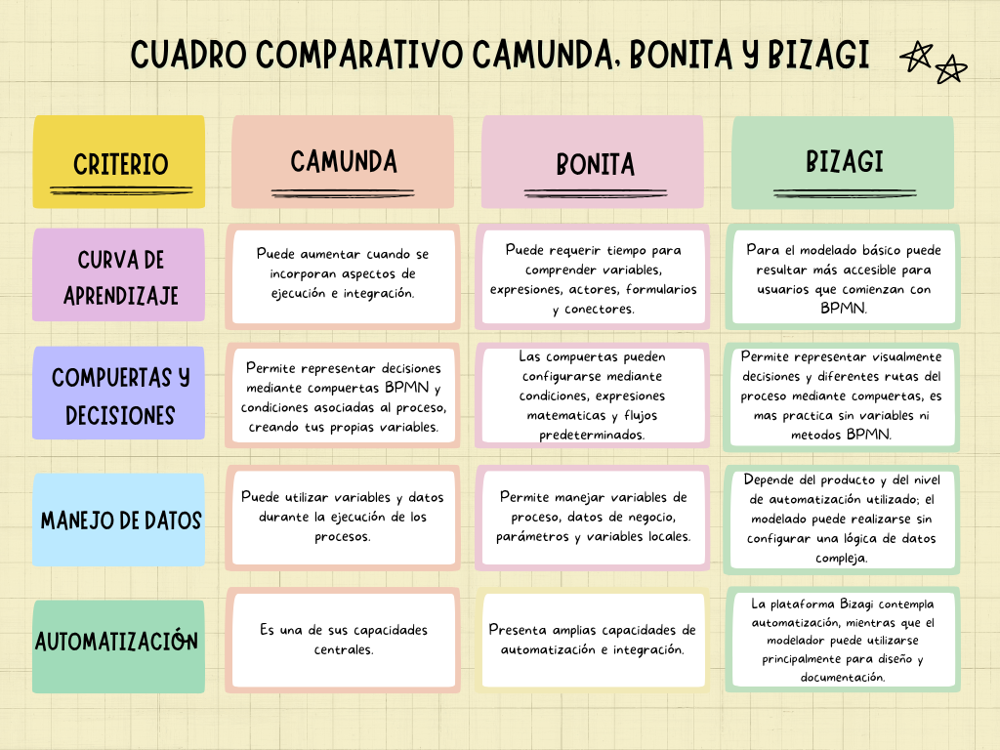 CUADRO COMPARATIVO CAMUNDA, BONITA Y BIZAGI
CRITERIO
CAMUNDA
BONITA
BIZAGI
CURVA DE
APRENDIZAJE
Puede aumentar cuando se
incorporan aspectos de
ejecución e integración.
Puede requerir tiempo para
comprender variables,
expresiones, actores, formularios
y conectores.
Para el modelado básico puede
resultar más accesible para
usuarios que comienzan con
BPMN.
COMPUERTAS Y
DECISIONES
Permite representar decisiones
mediante compuertas BPMN y
condiciones asociadas al proceso,
creando tus propias variables.
Las compuertas pueden
configurarse mediante
condiciones, expresiones
matematicas y flujos
predeterminados.
Permite representar visualmente
decisiones y diferentes rutas del
proceso mediante compuertas, es
mas practica sin variables ni
metodos BPMN.
MANEJO DE DATOS
Puede utilizar variables y datos
durante la ejecución de los
procesos.
Permite manejar variables de
proceso, datos de negocio,
parámetros y variables locales.
Depende del producto y del nivel
de automatización utilizado; el
modelado puede realizarse sin
configurar una lógica de datos
compleja.
AUTOMATIZACIÓN
Es una de sus capacidades
centrales.
Presenta amplias capacidades de
automatización e integración.
La plataforma Bizagi contempla
automatización, mientras que el
modelador puede utilizarse
principalmente para diseño y
documentación.